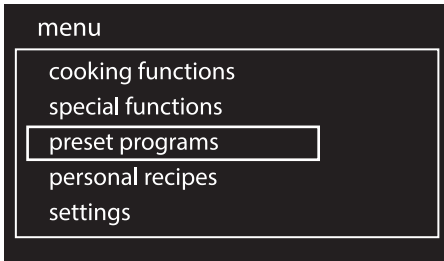 menu
cooking functions
special functions
preset programs
personal recipes
settings